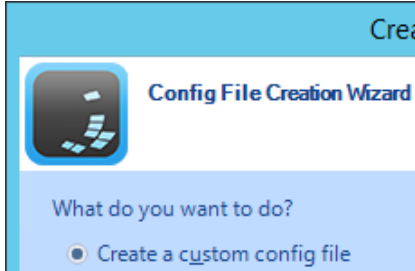 Config File Creation Wizard
What do you want to do?
Create a custom config file